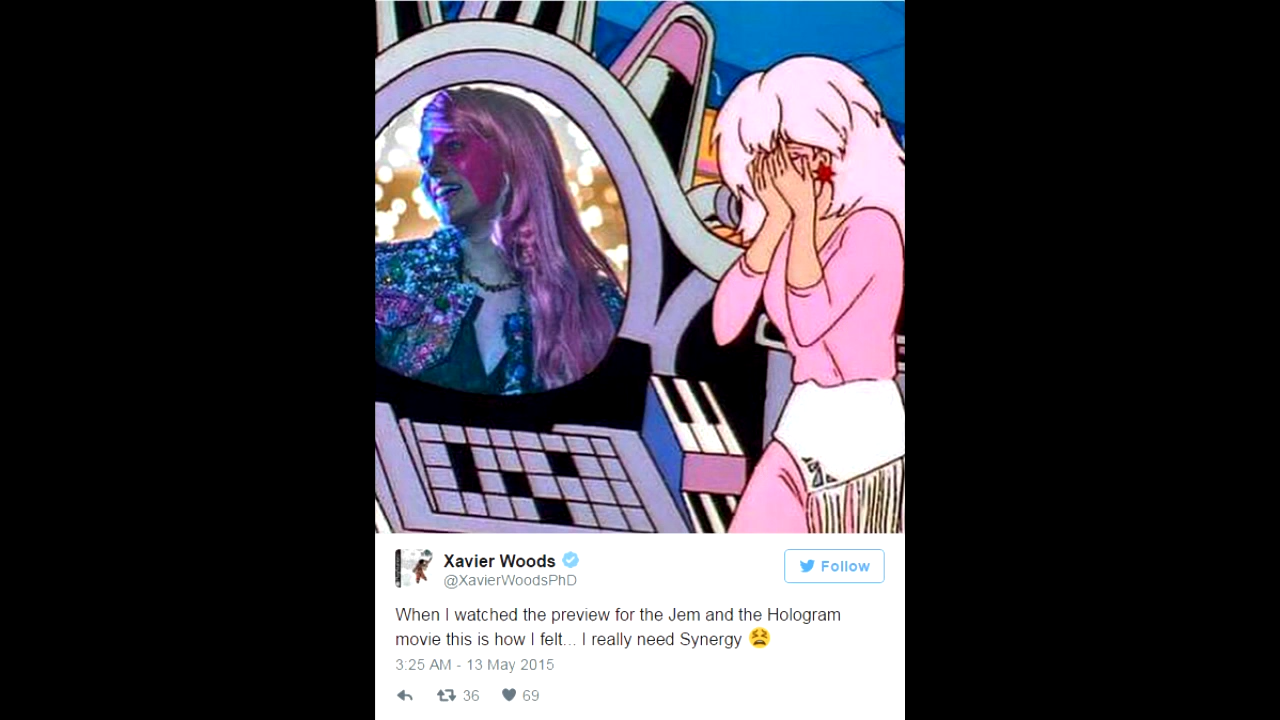 Xavier Woods
@XavierWoodsPhD
Follow
When I watched the preview for the Jem and the Hologram
movie this is how I felt... I really need Synergy 😫
3:25 AM - 13 May 2015
36
69